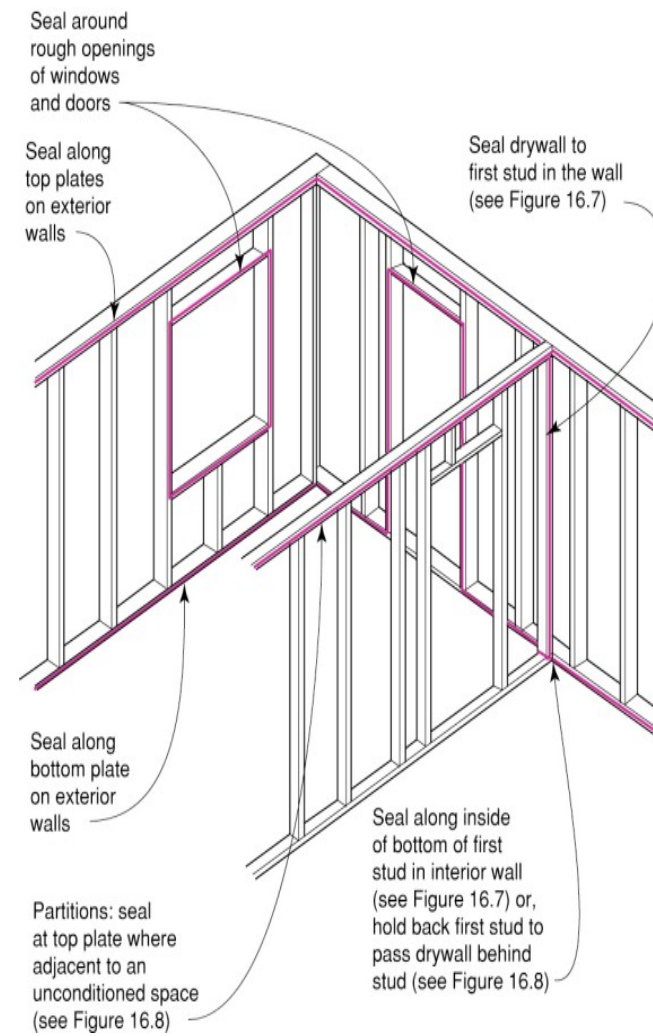 Seal around
rough openings
of windows
and doors
Seal along
top plates
on exterior
walls
Seal drywall to
first stud in the wall
(see Figure 16.7)
Seal along
bottom plate
on exterior
walls
Partitions: seal
at top plate where
adjacent to an
unconditioned space
(see Figure 16.8)
Seal along inside
of bottom of first
stud in interior wall
(see Figure 16.7) or,
hold back first stud to
pass drywall behind
stud (see Figure 16.8)